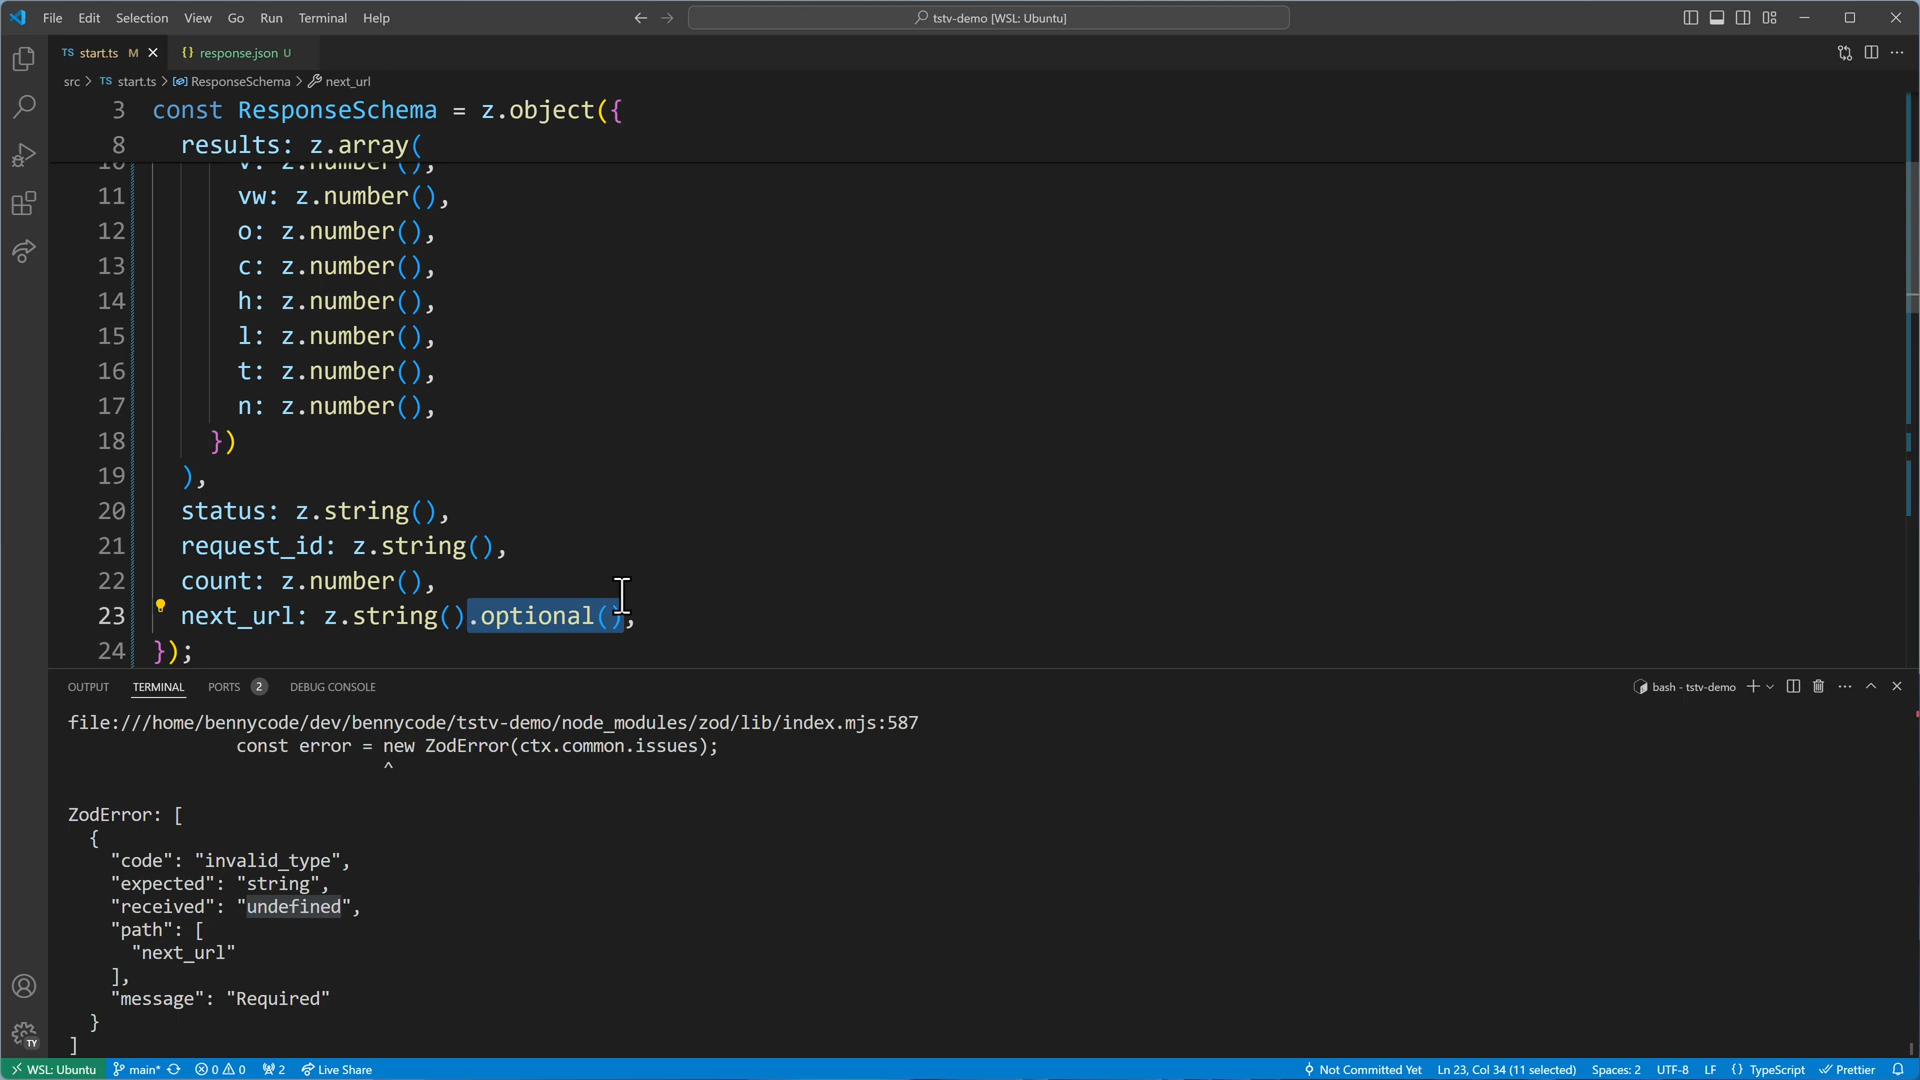 File Edit Selection View Go Run Terminal Help
tstv-demo [WSL: Ubuntu]
TS start.ts M
{} response.json U
src > TS start.ts > ResponseSchema > next_url
3 const ResponseSchema = z.object({
8 results: z.array(
10 v: z.number(),
11 vw: z.number(),
12 o: z.number(),
13 c: z.number(),
14 h: z.number(),
15 l: z.number(),
16 t: z.number(),
17 n: z.number(),
18 })
19 ),
20 status: z.string(),
21 request_id: z.string(),
22 count: z.number(),
23 next_url: z.string().optional(),
24 });
OUTPUT TERMINAL PORTS 2 DEBUG CONSOLE
bash - tstv-demo
file:///home/bennycode/dev/bennycode/tstv-demo/node_modules/zod/lib/index.mjs:587
const error = new ZodError(ctx.common.issues);
^
ZodError: [
{
"code": "invalid_type",
"expected": "string",
"received": "undefined",
"path": [
"next_url"
],
"message": "Required"
}
]
TY
WSL: Ubuntu main* 0 0 2 Live Share
Not Committed Yet Ln 23, Col 34 (11 selected) Spaces: 2 UTF-8 LF {} TypeScript Prettier